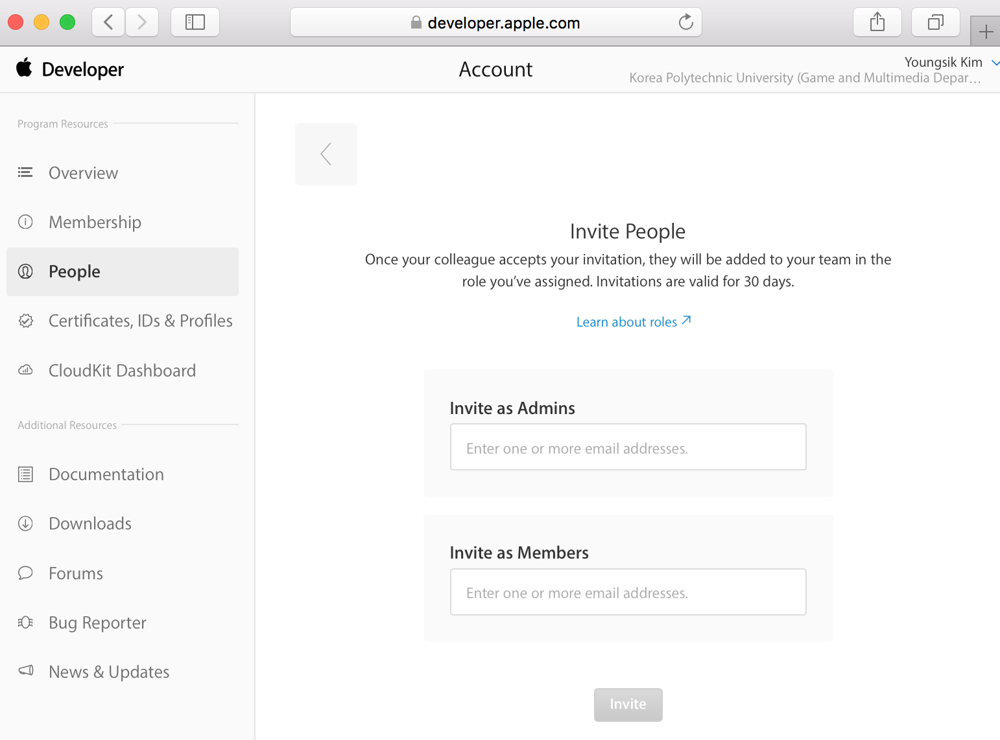 developer.apple.com
Developer
Account
Youngsik Kim
Korea Polytechnic University (Game and Multimedia Depar...
Program Resources
Overview
Membership
People
Certificates, IDs & Profiles
CloudKit Dashboard
Additional Resources
Documentation
Downloads
Forums
Bug Reporter
News & Updates
Invite People
Once your colleague accepts your invitation, they will be added to your team in the
role you’ve assigned. Invitations are valid for 30 days.
Learn about roles
Invite as Admins
Enter one or more email addresses.
Invite as Members
Enter one or more email addresses.
Invite